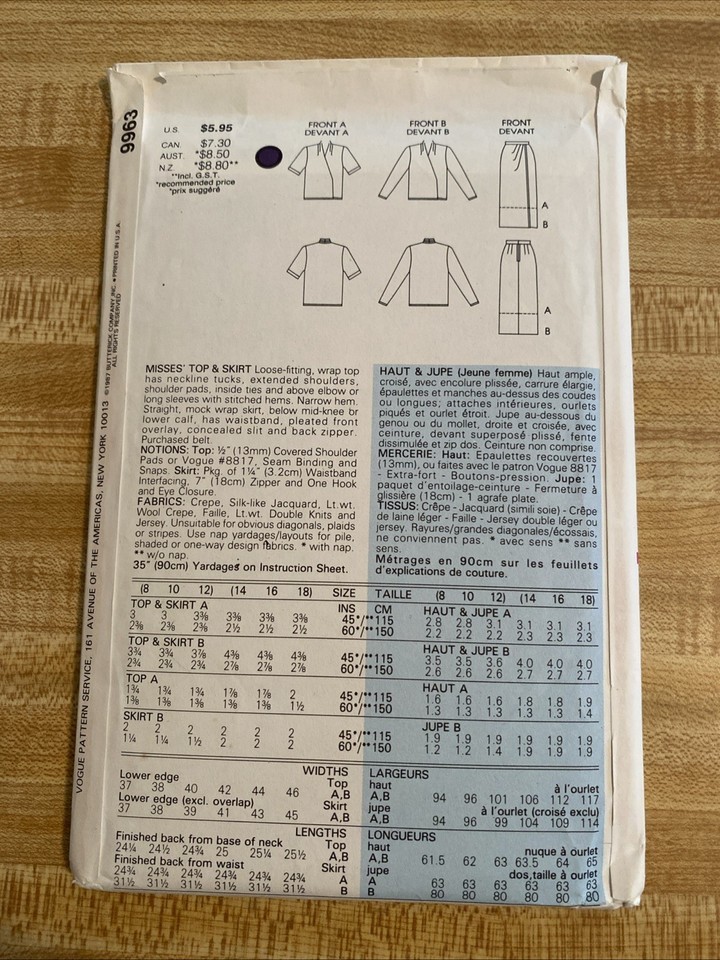 9963
U.S. $5.95
CAN. $7.30
AUST. *$8.50
N.Z. *$8.80**
**Incl. G.S.T.
*recommended price
*prix suggéré
FRONT A
DEVANT A
FRONT B
DEVANT B
FRONT
DEVANT
A
B
A
B
VOGUE PATTERN SERVICE, 161 AVENUE OF THE AMERICAS, NEW YORK 10013 ©1987 BUTTERICK COMPANY INC. • PRINTED IN U.S.A.
ALL RIGHTS RESERVED
MISSES' TOP & SKIRT Loose-fitting, wrap top
has neckline tucks, extended shoulders,
shoulder pads, inside ties and above elbow or
long sleeves with stitched hems. Narrow hem.
Straight, mock wrap skirt, below mid-knee or
lower calf, has waistband, pleated front
overlay, concealed slit and back zipper.
Purchased belt.
NOTIONS: Top: ½" (13mm) Covered Shoulder
Pads or Vogue #8817, Seam Binding and
Snaps. Skirt: Pkg. of 1¼" (3.2cm) Waistband
Interfacing, 7" (18cm) Zipper and One Hook
and Eye Closure.
FABRICS: Crepe, Silk-like Jacquard, Lt.wt.
Wool Crepe, Faille, Lt.wt. Double Knits and
Jersey. Unsuitable for obvious diagonals, plaids
or stripes. Use nap yardages/layouts for pile,
shaded or one-way design fabrics. * with nap.
** w/o nap.
35" (90cm) Yardages on Instruction Sheet.
HAUT & JUPE (Jeune femme) Haut ample,
croisé, avec encolure plissée, carrure élargie,
épaulettes et manches au-dessus des coudes
ou longues; attaches intérieures, ourlets
piqués et ourlet étroit. Jupe au-dessous du
genou ou du mollet, droite et croisée, avec
ceinture, devant superposé plissé, fente
dissimulée et zip dos. Ceinture non comprise.
MERCERIE: Haut: Epaulettes recouvertes
(13mm), ou faites avec le patron Vogue 8817
- Extra-fort - Boutons-pression. Jupe: 1
paquet d'entoilage-ceinture - Fermeture à
glissière (18cm) - 1 agrafe plate.
TISSUS: Crêpe - Jacquard (simili soie) - Crêpe
de laine léger - Faille - Jersey double léger ou
jersey. Rayures/grandes diagonales/écossais,
ne conviennent pas. * avec sens ** sans
sens.
Métrages en 90cm sur les feuilles
d'explications de couture.
(8 10 12) (14 16 18) SIZE TAILLE (8 10 12) (14 16 18)
TOP & SKIRT A INS CM HAUT & JUPE A
3 3 3⅜ 3⅜ 3⅜ 3⅜ 45*/**115 2.8 2.8 3.1 3.1 3.1 3.1
2⅜ 2⅜ 2⅜ 2½ 2½ 2½ 60*/**150 2.2 2.2 2.2 2.3 2.3 2.3
TOP & SKIRT B HAUT & JUPE B
3¾ 3¾ 3⅞ 4⅜ 4⅜ 4⅜ 45*/**115 3.5 3.5 3.6 4.0 4.0 4.0
2¾ 2¾ 2¾ 2⅞ 2⅞ 2⅞ 60*/**150 2.6 2.6 2.6 2.7 2.7 2.7
TOP A HAUT A
1¾ 1¾ 1¾ 1⅞ 1⅞ 2 45*/**115 1.6 1.6 1.6 1.8 1.8 1.9
1⅜ 1⅜ 1⅜ 1⅜ 1⅜ 1½ 60*/**150 1.3 1.3 1.3 1.3 1.3 1.4
SKIRT B JUPE B
2 2 2 2 2 2 45*/**115 1.9 1.9 1.9 1.9 1.9 1.9
1¼ 1¼ 1½ 2 2 2 60*/**150 1.2 1.2 1.4 1.9 1.9 1.9
WIDTHS LARGEURS
Lower edge Top haut à l'ourlet
37 38 40 42 44 46 A,B A,B 94 96 101 106 112 117
Lower edge (excl. overlap) Skirt jupe à l'ourlet (croisé exclu)
37 38 39 41 43 45 A,B A,B 94 96 99 104 109 114
LENGTHS LONGUEURS
Finished back from base of neck Top haut nuque à ourlet
24¼ 24½ 24¾ 25 25¼ 25½ A,B A,B 61.5 62 63 63.5 64 65
Finished back from waist Skirt jupe dos,taille à ourlet
24¾ 24¾ 24¾ 24¾ 24¾ 24¾ A A 63 63 63 63 63 63
31½ 31½ 31½ 31½ 31½ 31½ B B 80 80 80 80 80 80